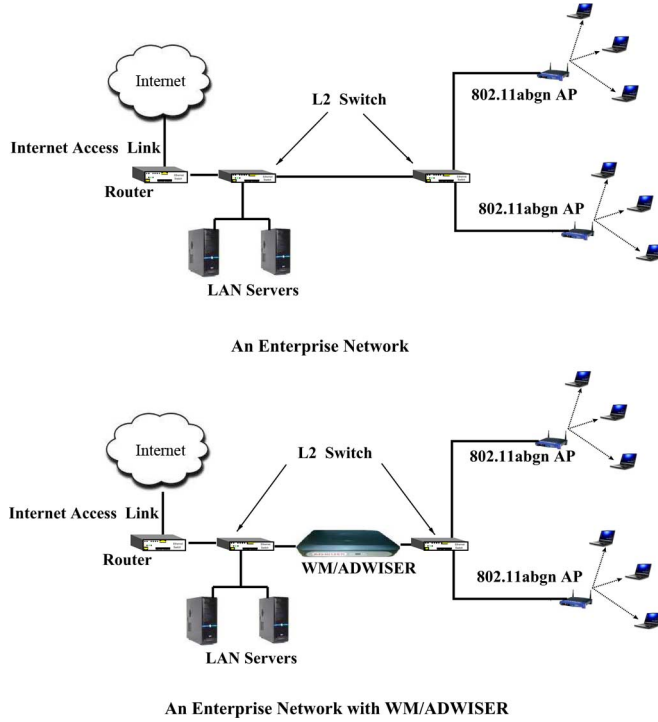 Internet
L2 Switch
802.11abgn AP
Internet Access Link
Router
802.11abgn AP
LAN Servers
An Enterprise Network
Internet
L2 Switch
802.11abgn AP
Internet Access Link
Router
WM/ADWISER
802.11abgn AP
LAN Servers
An Enterprise Network with WM/ADWISER